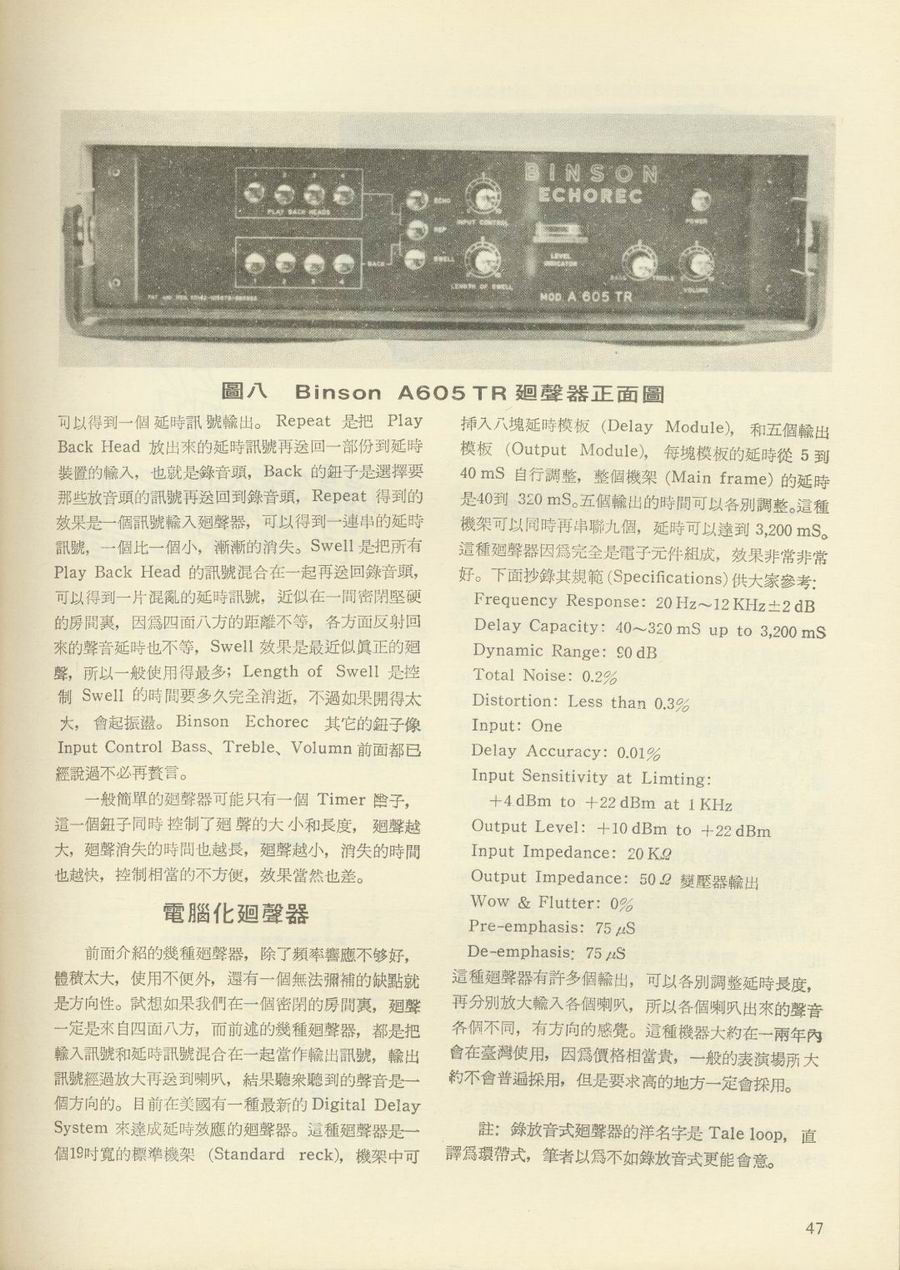 1 2 3 4
PLAY BACK HEADS
ECHO
REP
SWELL
BACK
1 2 3 4
INPUT CONTROL
LENGTH OF SWELL
BINSON
ECHOREC
LEVEL
INDICATOR
MOD. A 605 TR
POWER
BASS
VOLUME
圖八 Binson A605TR 廻聲器正面圖
可以得到一個延時訊號輸出。Repeat 是把 Play
Back Head 放出來的延時訊號再送回一部份到延時
裝置的輸入，也就是錄音頭，Back 的鈕子是選擇要
那些放音頭的訊號再送回到錄音頭，Repeat 得到的
效果是一個訊號輸入廻聲器，可以得到一連串的延時
訊號，一個比一個小，漸漸的消失。Swell 是把所有
Play Back Head 的訊號混合在一起再送回錄音頭，
可以得到一片混亂的延時訊號，近似在一間密閉堅硬
的房間裏，因爲四面八方的距離不等，各方面反射回
來的聲音延時也不等，Swell 效果是最近似眞正的廻
聲，所以一般使用得最多；Length of Swell 是控
制 Swell 的時間要多久完全消逝，不過如果開得太
大，會起振盪。Binson Echorec 其它的鈕子像
Input Control Bass、Treble、Volumn 前面都已
經說過不必再贅言。
一般簡單的廻聲器可能只有一個 Timer 子，
這一個鈕子同時控制了廻聲的大小和長度，廻聲越
大，廻聲消失的時間也越長，廻聲越小，消失的時間
也越快，控制相當的不方便，效果當然也差。
電腦化廻聲器
前面介紹的幾種廻聲器，除了頻率響應不够好，
體積太大，使用不便外，還有一個無法彌補的缺點就
是方向性。試想如果我們在一個密閉的房間裏，廻聲
一定是來自四面八方，而前述的幾種廻聲器，都是把
輸入訊號和延時訊號混合在一起當作輸出訊號，輸出
訊號經過放大再送到喇叭，結果聽衆聽到的聲音是一
個方向的。目前在美國有一種最新的 Digital Delay
System 來達成延時效應的廻聲器。這種廻聲器是一
個19吋寬的標準機架 (Standard reck)，機架中可
揷入八塊延時模板 (Delay Module)，和五個輸出
模板 (Output Module)，每塊模板的延時從 5 到
40 mS 自行調整，整個機架 (Main frame) 的延時
是40到 320 mS。五個輸出的時間可以各別調整。這種
機架可以同時再串聯九個，延時可以達到 3,200 mS。
這種廻聲器因爲完全是電子元件組成，效果非常非常
好。下面抄錄其規範 (Specifications) 供大家參考：
Frequency Response: 20 Hz～12 KHz±2 dB
Delay Capacity: 40～320 mS up to 3,200 mS
Dynamic Range: 90 dB
Total Noise: 0.2%
Distortion: Less than 0.3%
Input: One
Delay Accuracy: 0.01%
Input Sensitivity at Limting:
+4 dBm to +22 dBm at 1 KHz
Output Level: +10 dBm to +22 dBm
Input Impedance: 20 KΩ
Output Impedance: 50 Ω 變壓器輸出
Wow & Flutter: 0%
Pre-emphasis: 75 μS
De-emphasis: 75 μS
這種廻聲器有許多個輸出，可以各別調整延時長度，
再分別放大輸入各個喇叭，所以各個喇叭出來的聲音
各個不同，有方向的感覺。這種機器大約在一兩年內
會在臺灣使用，因爲價格相當貴，一般的表演場所大
約不會普遍採用，但是要求高的地方一定會採用。
註：錄放音式廻聲器的洋名字是 Tale loop，直
譯爲環帶式，筆者以爲不如錄放音式更能會意。
47